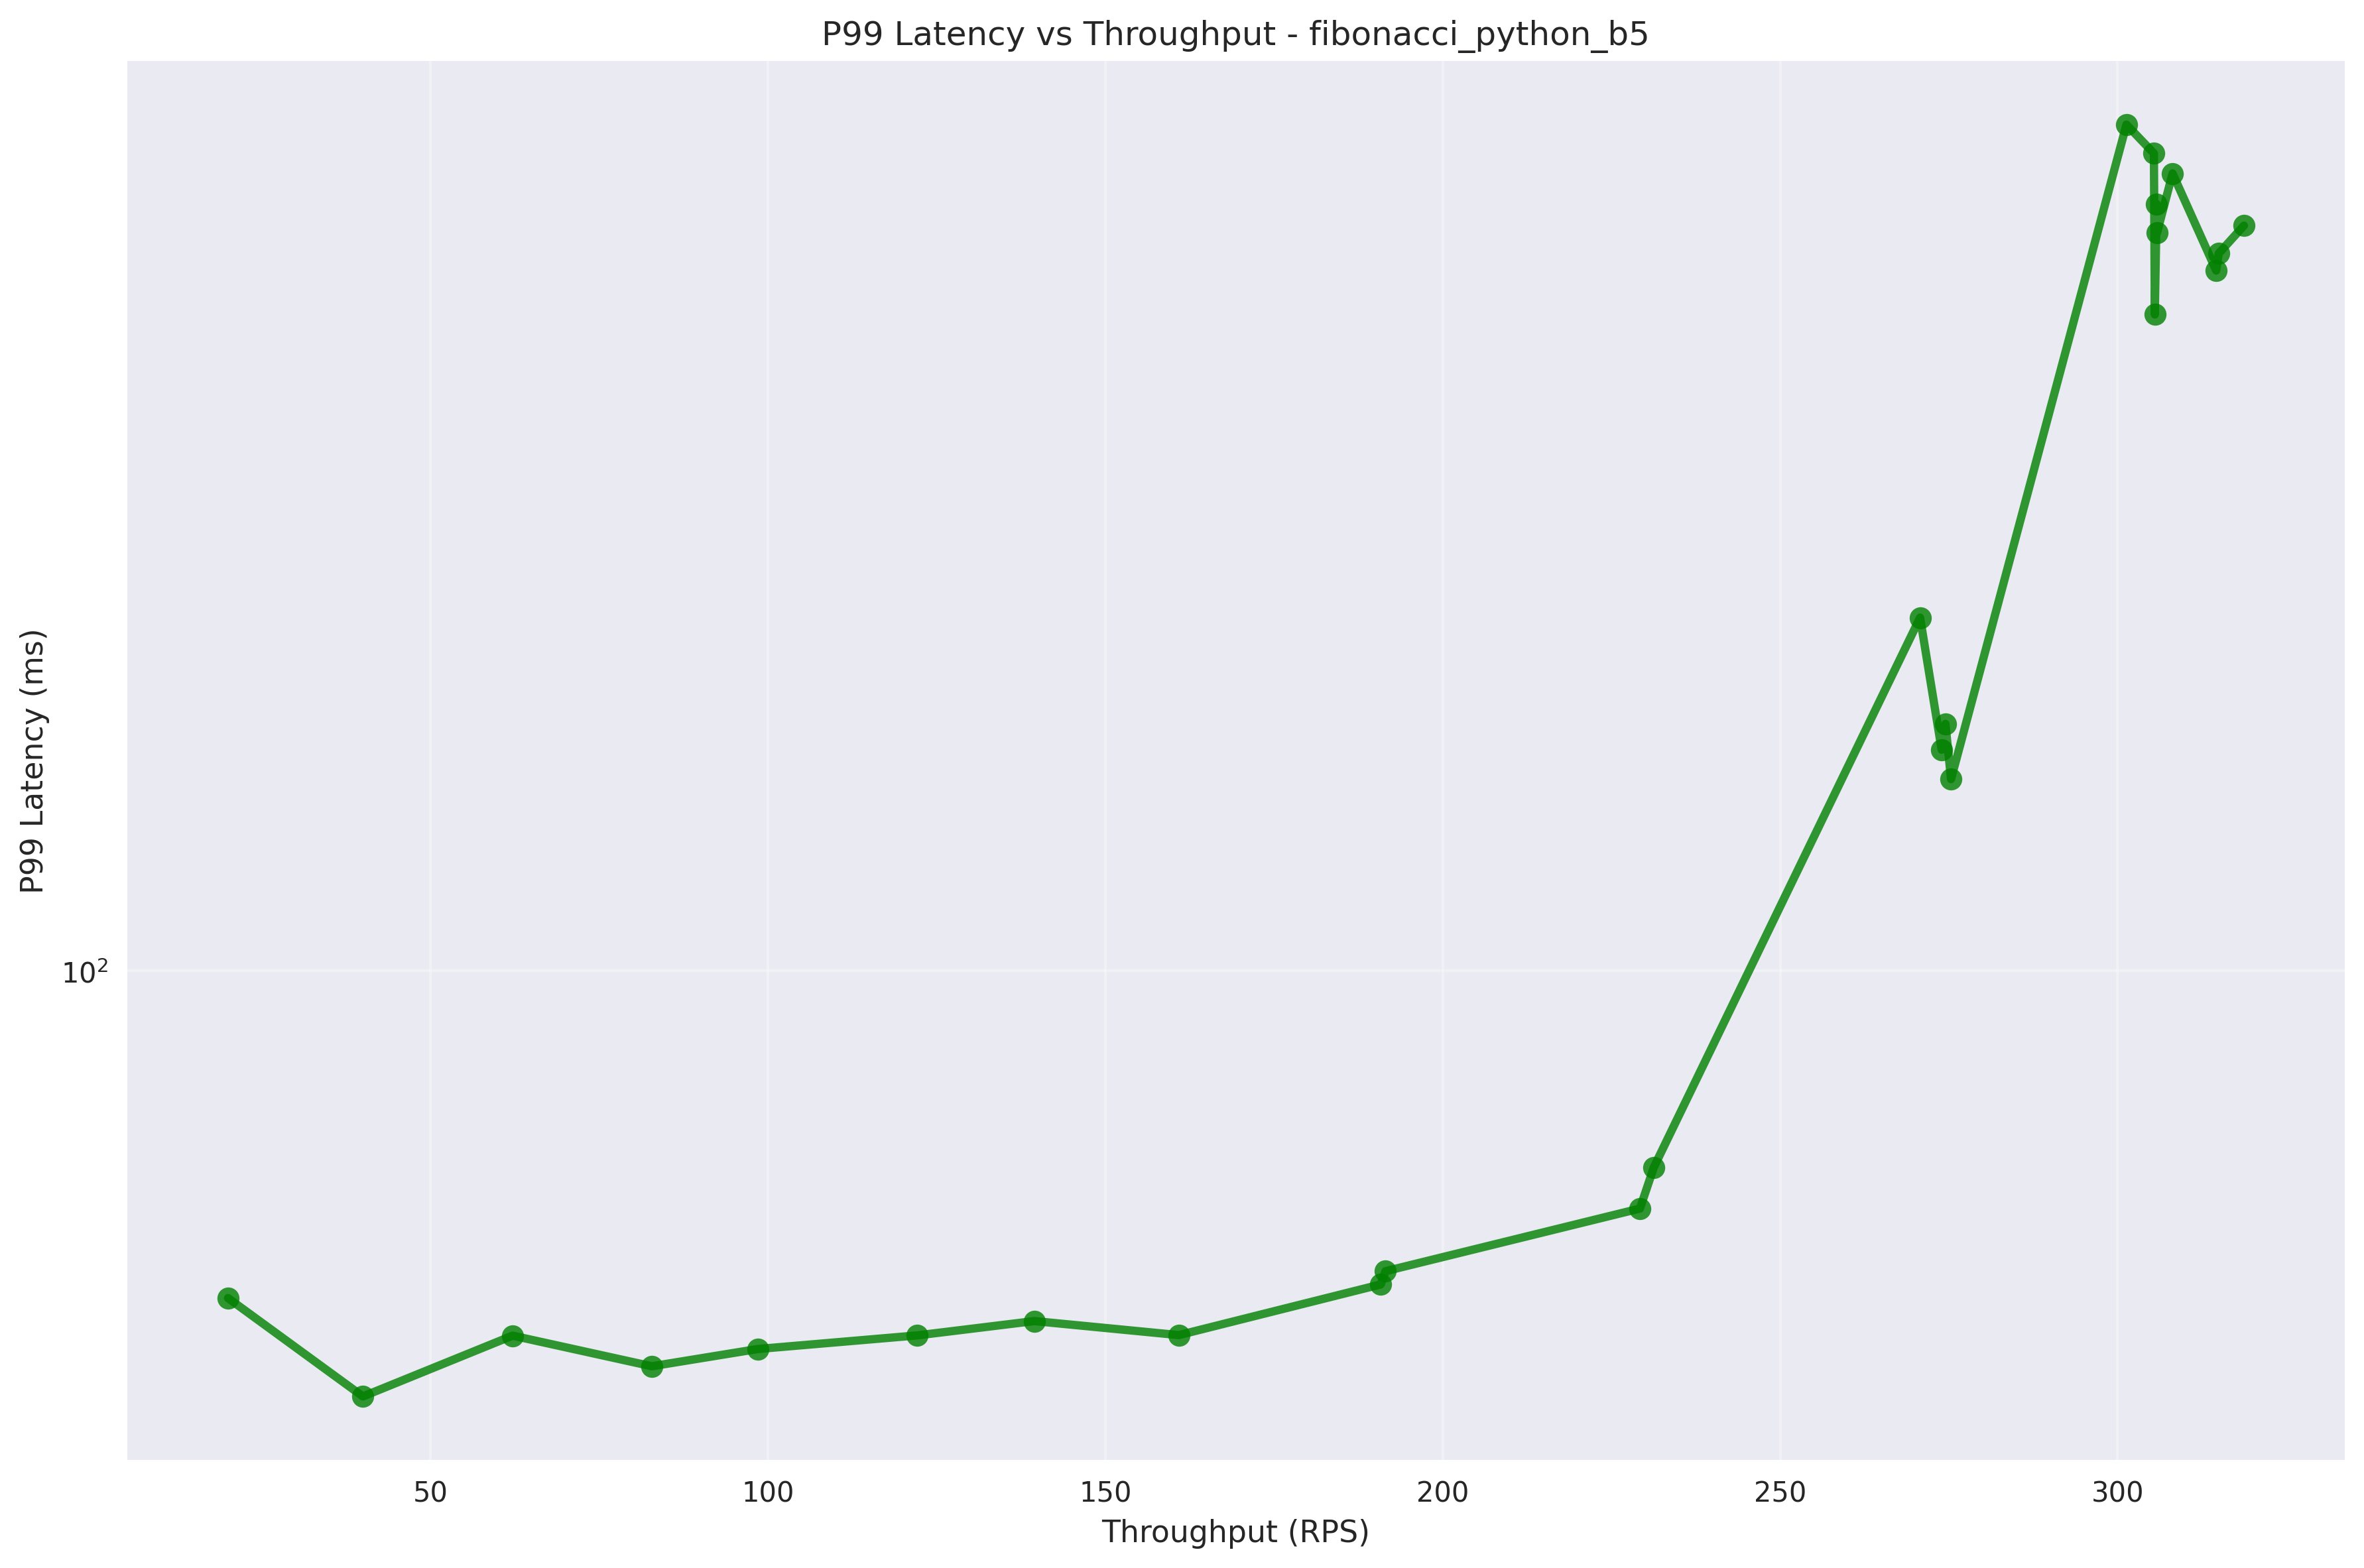 P99 Latency vs Throughput - fibonacci_python_b5
P99 Latency (ms)
10²
50 100 150 200 250 300
Throughput (RPS)